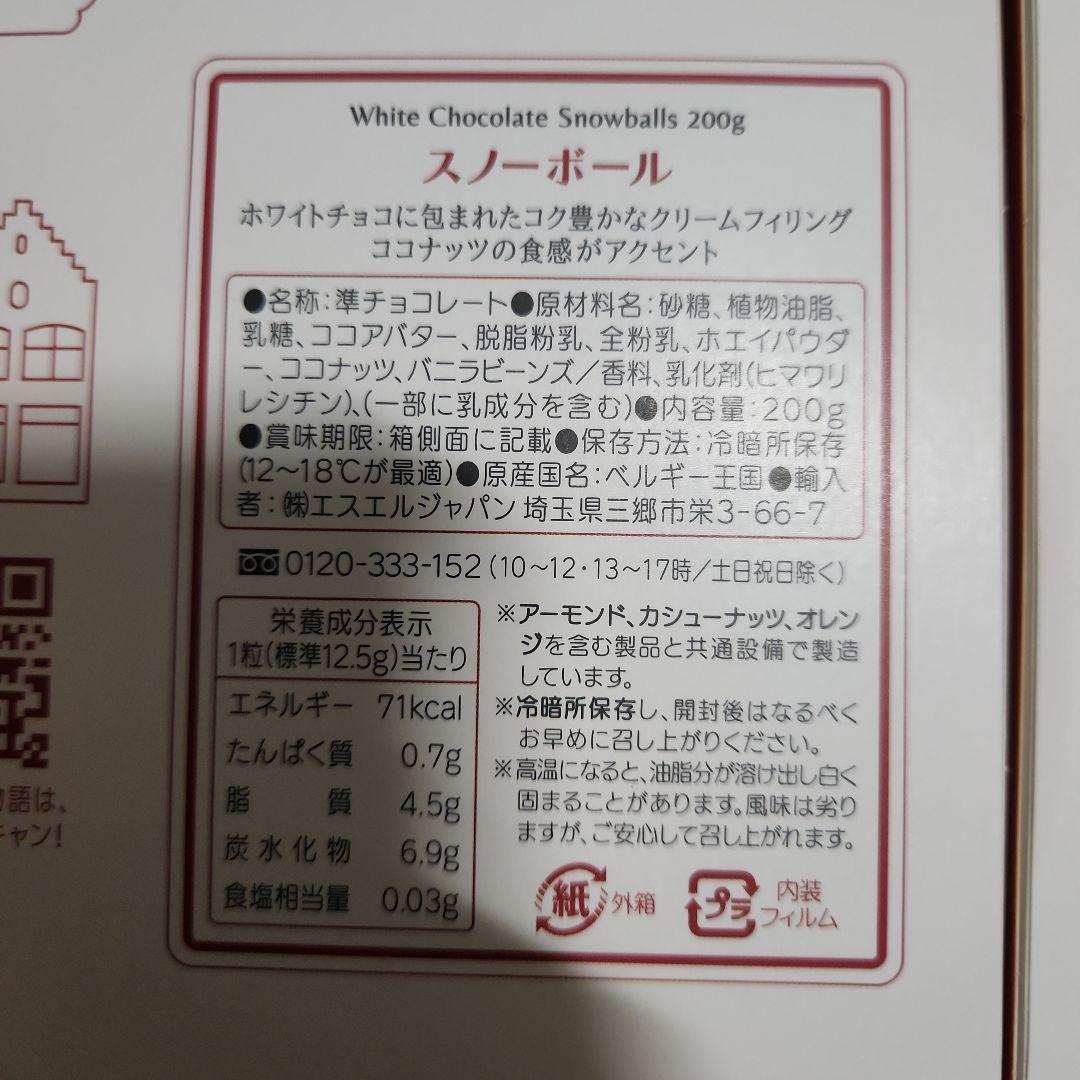 White Chocolate Snowballs 200g
スノーボール
ホワイトチョコに包まれたコク豊かなクリームフィリング
ココナッツの食感がアクセント
●名称:準チョコレート●原材料名:砂糖、植物油脂、
乳糖、ココアバター、脱脂粉乳、全粉乳、ホエイパウダ
ー、ココナッツ、バニラビーンズ／香料、乳化剤(ヒマワリ
レシチン)、(一部に乳成分を含む)●内容量:200g
●賞味期限:箱側面に記載●保存方法:冷暗所保存
(12～18℃が最適)●原産国名:ベルギー王国●輸入
者:㈱エスエルジャパン 埼玉県三郷市栄3-66-7
0120-333-152(10～12・13～17時/土日祝日除く)
栄養成分表示
1粒(標準12.5g)当たり
エネルギー 71kcal
たんぱく質 0.7g
脂質 4.5g
炭水化物 6.9g
食塩相当量 0.03g
※アーモンド、カシューナッツ、オレン
ジを含む製品と共通設備で製造
しています。
※冷暗所保存し、開封後はなるべく
お早めに召し上がりください。
※高温になると、油脂分が溶け出し白く
固まることがあります。風味は劣り
ますが、ご安心して召し上がれます。
紙 外箱
プラ 内装
フィルム
語は、
チャン!